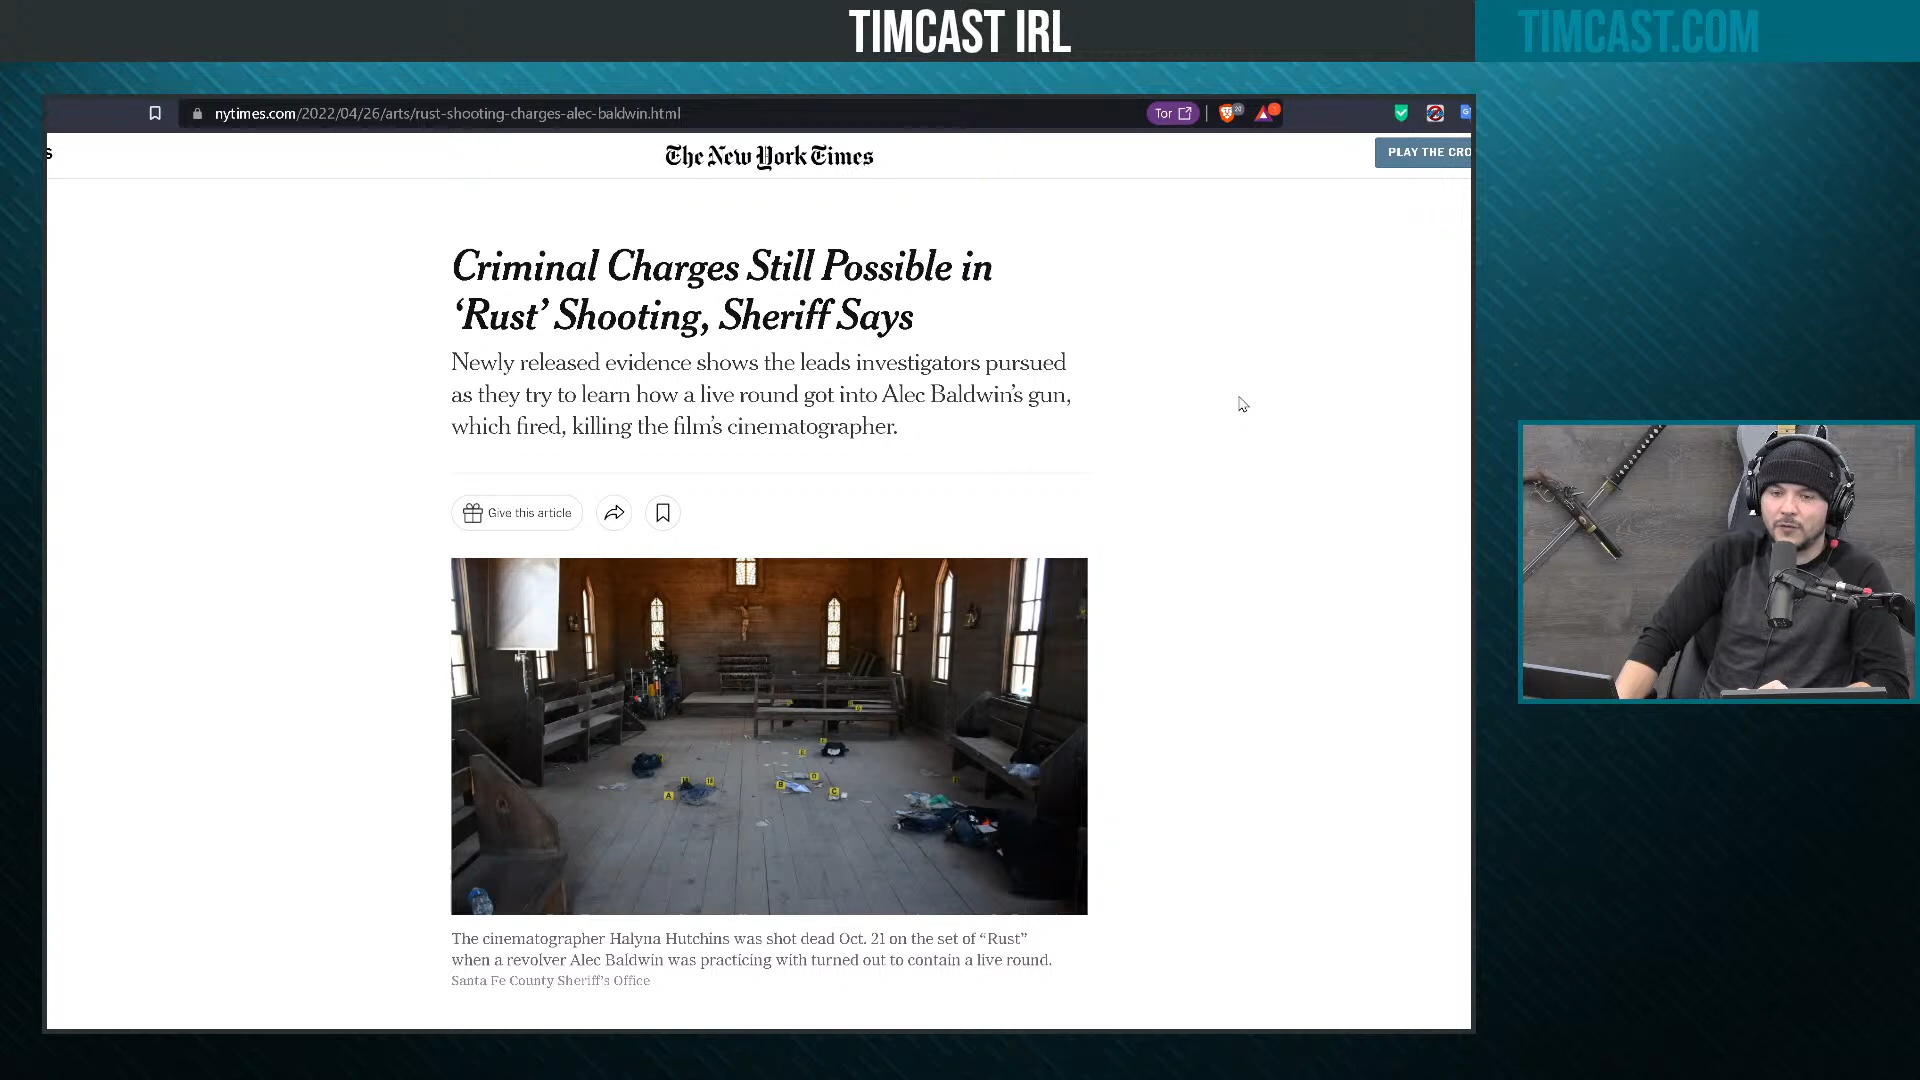 TIMCAST IRL
TIMCAST.COM
nytimes.com/2022/04/26/arts/rust-shooting-charges-alec-baldwin.html
Tor
20
s
The New York Times
PLAY THE CRO
Criminal Charges Still Possible in
‘Rust’ Shooting, Sheriff Says
Newly released evidence shows the leads investigators pursued
as they try to learn how a live round got into Alec Baldwin’s gun,
which fired, killing the film’s cinematographer.
Give this article
A
B
C
D
The cinematographer Halyna Hutchins was shot dead Oct. 21 on the set of “Rust”
when a revolver Alec Baldwin was practicing with turned out to contain a live round.
Santa Fe County Sheriff’s Office